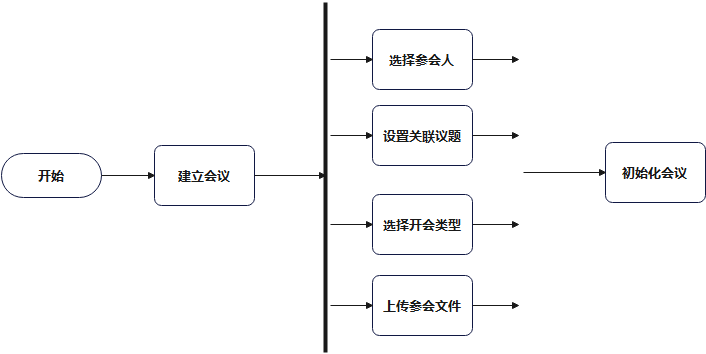 开始
建立会议
选择参会人
设置关联议题
选择开会类型
上传参会文件
初始化会议